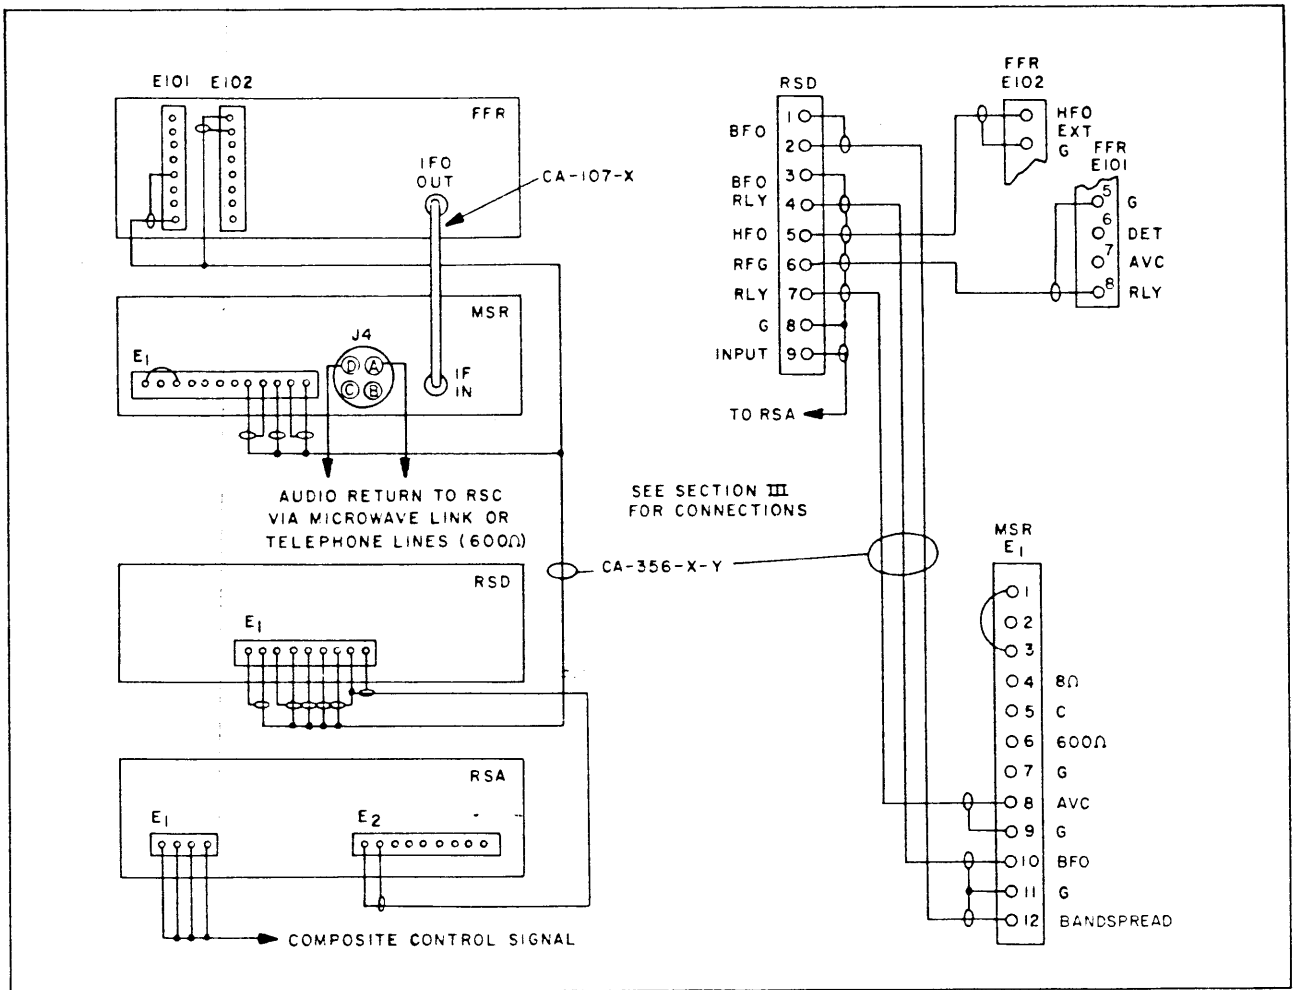 E101 E102
FFR
IFO
OUT
CA-107-X
MSR
J4
E1
D A
C B
IF
IN
AUDIO RETURN TO RSC
VIA MICROWAVE LINK OR
TELEPHONE LINES (600Ω)
RSD
E1
RSA
E1
E2
COMPOSITE CONTROL SIGNAL
RSD
1
BFO
2
3
BFO
RLY 4
HFO 5
RFG 6
RLY 7
G 8
INPUT 9
TO RSA
FFR
E102
HFO
EXT
G
FFR
E101
5 G
6 DET
7 AVC
8 RLY
SEE SECTION III
FOR CONNECTIONS
CA-356-X-Y
MSR
E1
1
2
3
4 8Ω
5 C
6 600Ω
7 G
8 AVC
9 G
10 BFO
11 G
12 BANDSPREAD